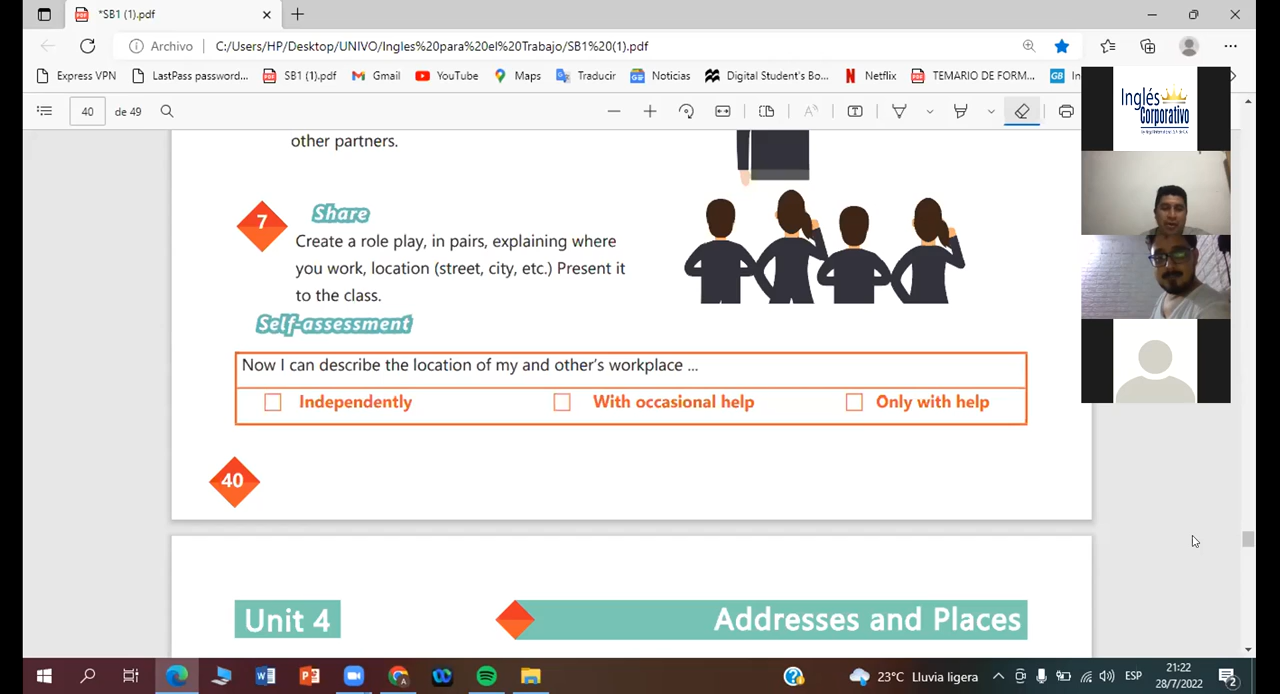 *SB1 (1).pdf
Archivo
C:/Users/HP/Desktop/UNIVO/Ingles%20para%20el%20Trabajo/SB1%20(1).pdf
Express VPN
LastPass password...
SB1 (1).pdf
Gmail
YouTube
Maps
Traducir
Noticias
Digital Student's Bo...
Netflix
TEMARIO DE FORM...
GB
In
40
de 49
Inglés
Corporativo
other partners.
7
Share
Create a role play, in pairs, explaining where
you work, location (street, city, etc.) Present it
to the class.
Self-assessment
Now I can describe the location of my and other's workplace ...
Independently
With occasional help
Only with help
40
Unit 4
Addresses and Places
23°C Lluvia ligera
ESP
21:22
28/7/2022
2